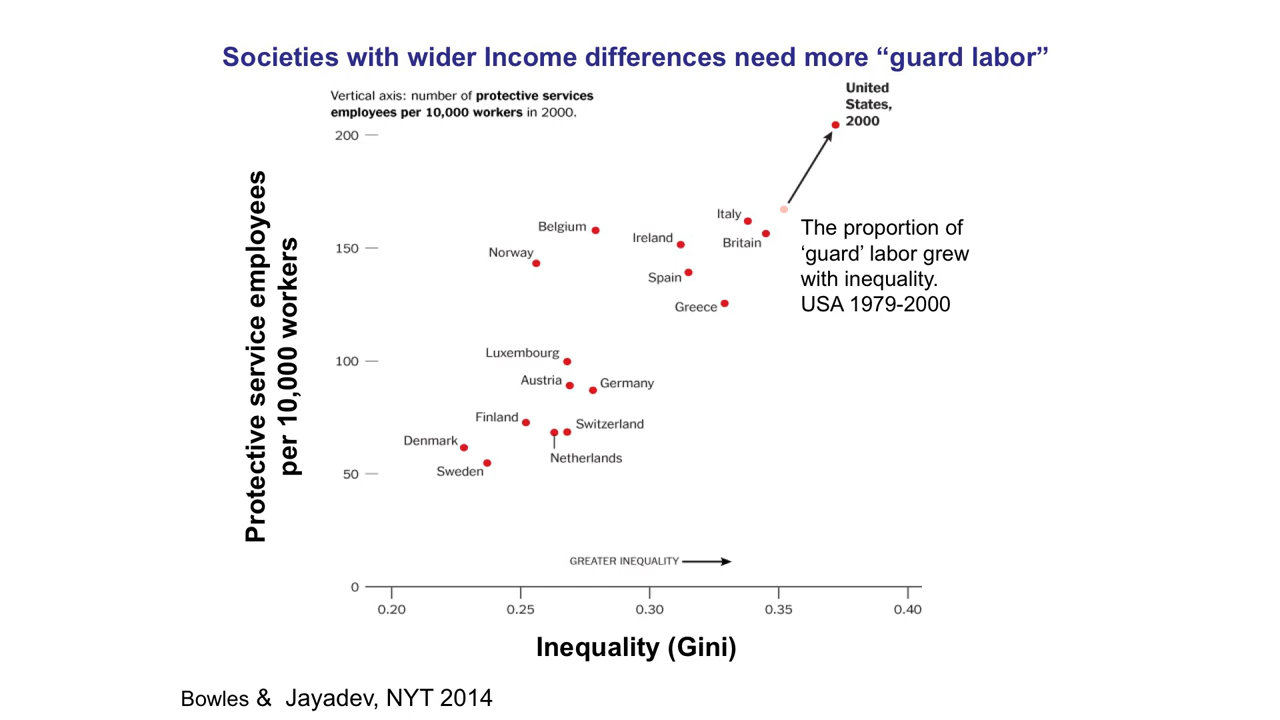 Societies with wider Income differences need more “guard labor”
Vertical axis: number of protective services
employees per 10,000 workers in 2000.
United
States,
2000
200
150
100
50
0
Protective service employees
per 10,000 workers
Belgium
Norway
Ireland
Italy
Britain
Spain
Greece
The proportion of
‘guard’ labor grew
with inequality.
USA 1979-2000
Luxembourg
Austria
Germany
Finland
Switzerland
Denmark
Netherlands
Sweden
GREATER INEQUALITY
0.20
0.25
0.30
0.35
0.40
Inequality (Gini)
Bowles & Jayadev, NYT 2014